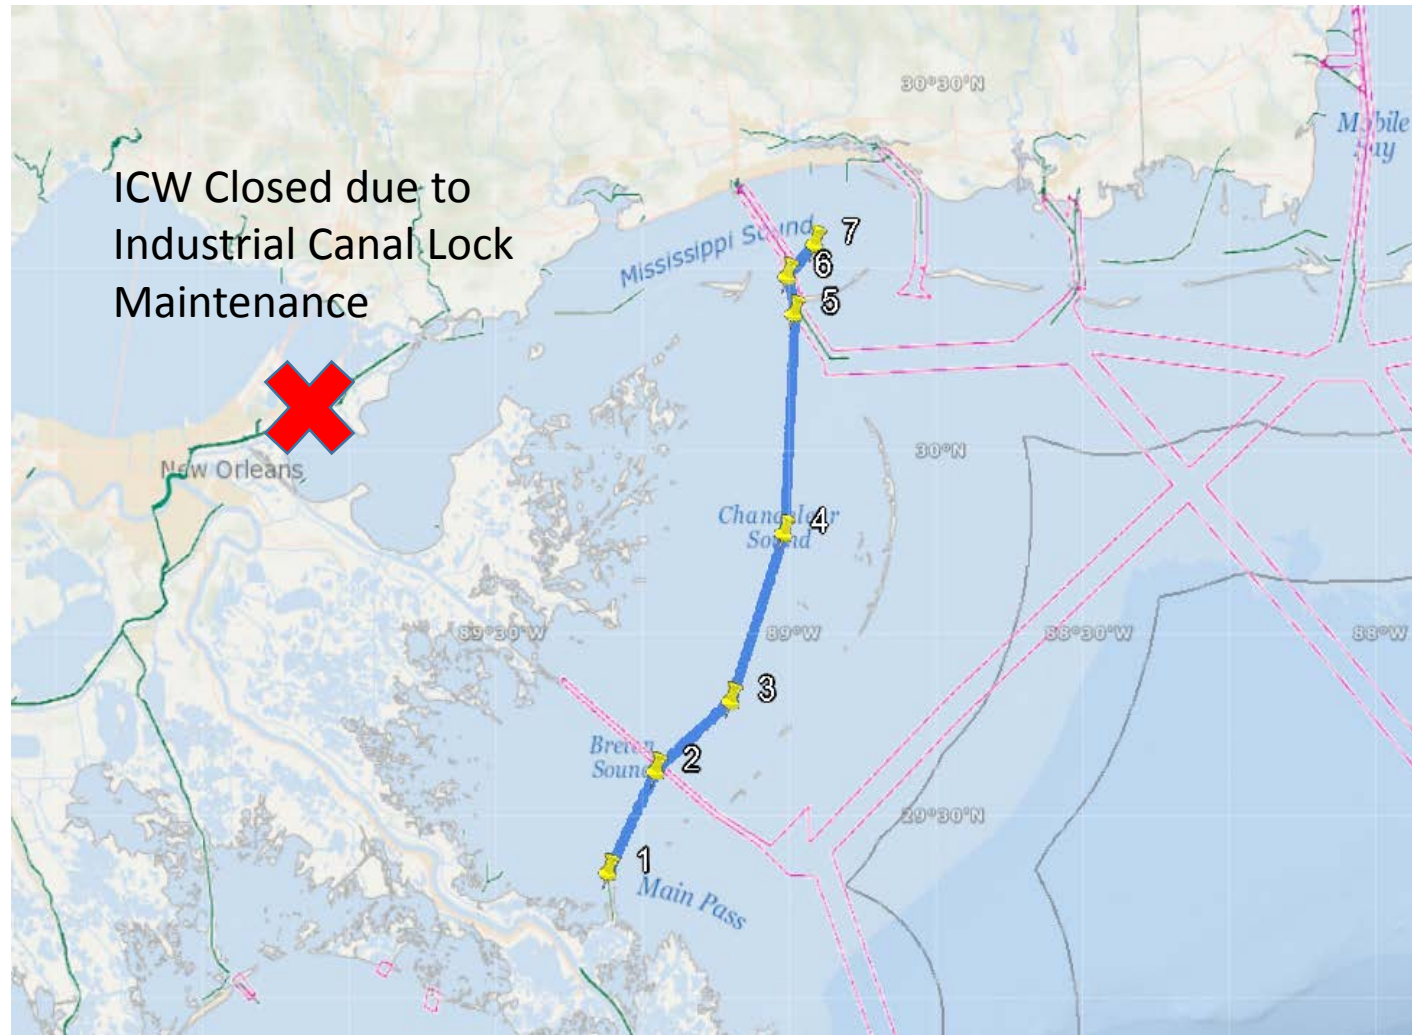 30°30'N
Mobile
Bay
ICW Closed due to
Industrial Canal Lock
Maintenance
Mississippi Sound
7
6
5
30°N
New Orleans
Chandeleur
Sound
4
89°30'W
89°W
88°30'W
88°W
3
Breton
Sound
2
29°30'N
1
Main Pass